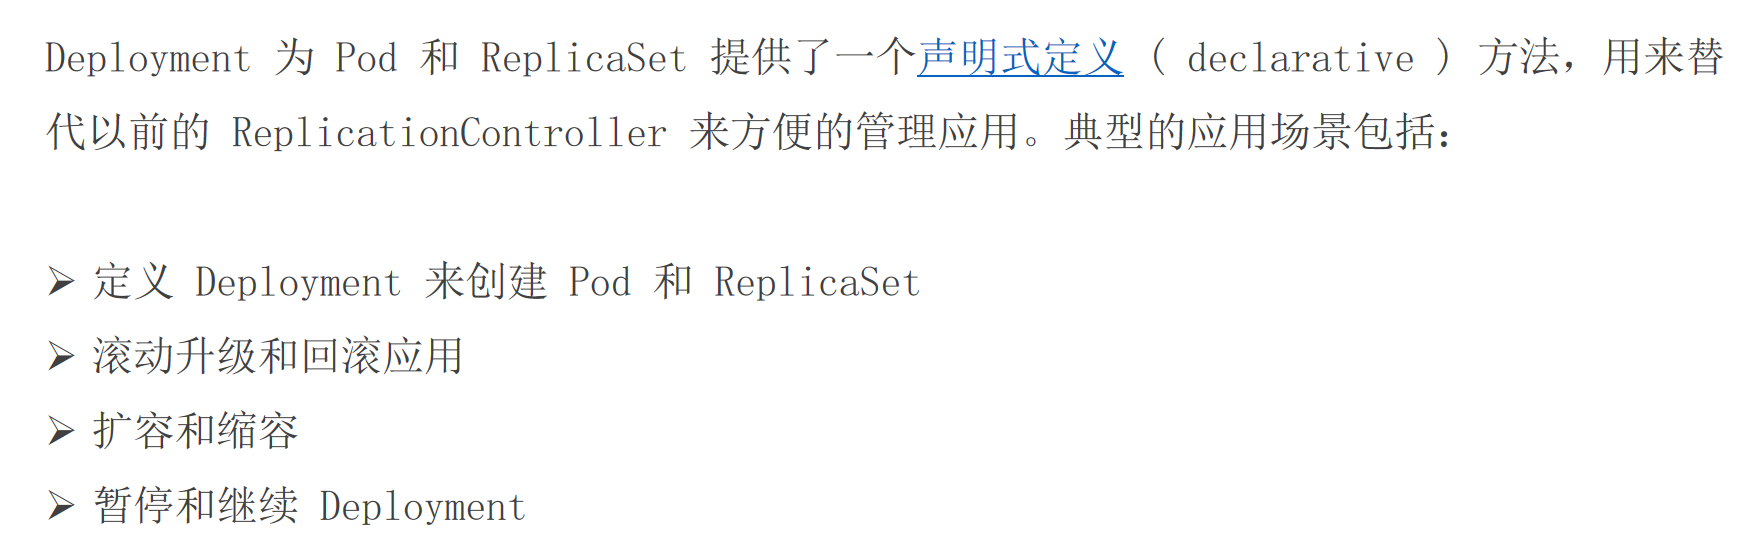 Deployment 为 Pod 和 ReplicaSet 提供了一个声明式定义 ( declarative ) 方法，用来替
代以前的 ReplicationController 来方便的管理应用。典型的应用场景包括：
➢ 定义 Deployment 来创建 Pod 和 ReplicaSet
➢ 滚动升级和回滚应用
➢ 扩容和缩容
➢ 暂停和继续 Deployment